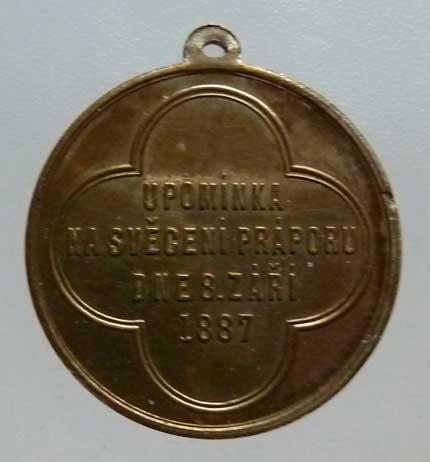 UPOMÍNKA
NA SVĚCENÍ PRÁPORU
DNE 8. ZÁŘÍ
1887